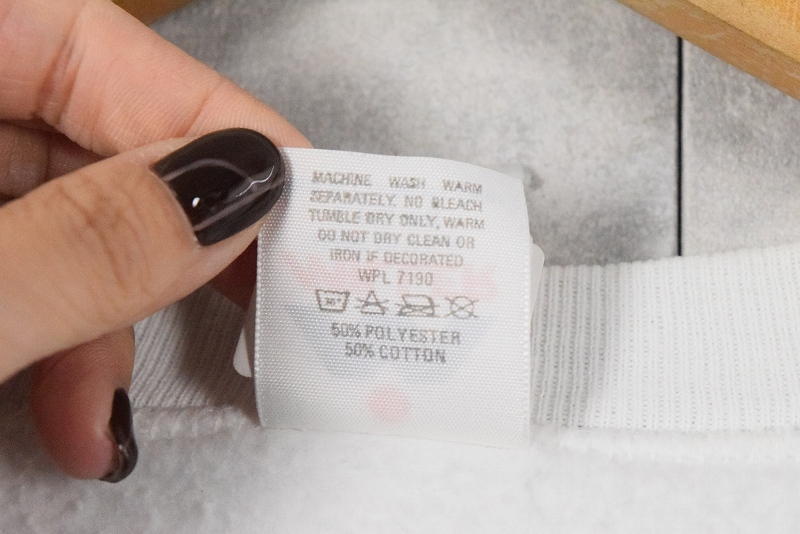 MACHINE WASH WARM
SEPARATELY. NO BLEACH
TUMBLE DRY ONLY, WARM
DO NOT DRY CLEAN OR
IRON IF DECORATED
WPL 7190
50% POLYESTER
50% COTTON